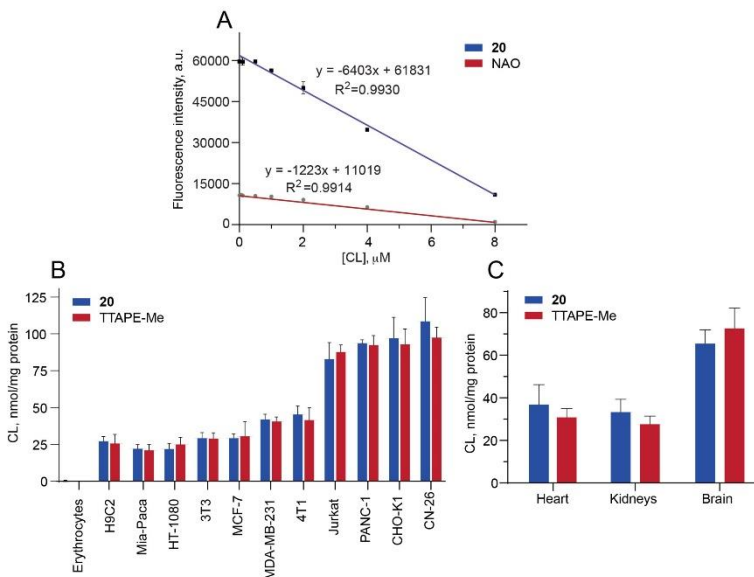 A
20
NAO
y = -6403x + 61831
R2=0.9930
y = -1223x + 11019
R2=0.9914
Fluorescence intensity, a.u.
60000
45000
30000
15000
0
0 2 4 6 8
[CL], μM
B
20
TTAPE-Me
CL, nmol/mg protein
125
100
75
50
25
0
Erythrocytes
H9C2
Mia-Paca
HT-1080
3T3
MCF-7
MDA-MB-231
4T1
Jurkat
PANC-1
CHO-K1
CN-26
C
20
TTAPE-Me
CL, nmol/mg protein
80
60
40
20
0
Heart Kidneys Brain